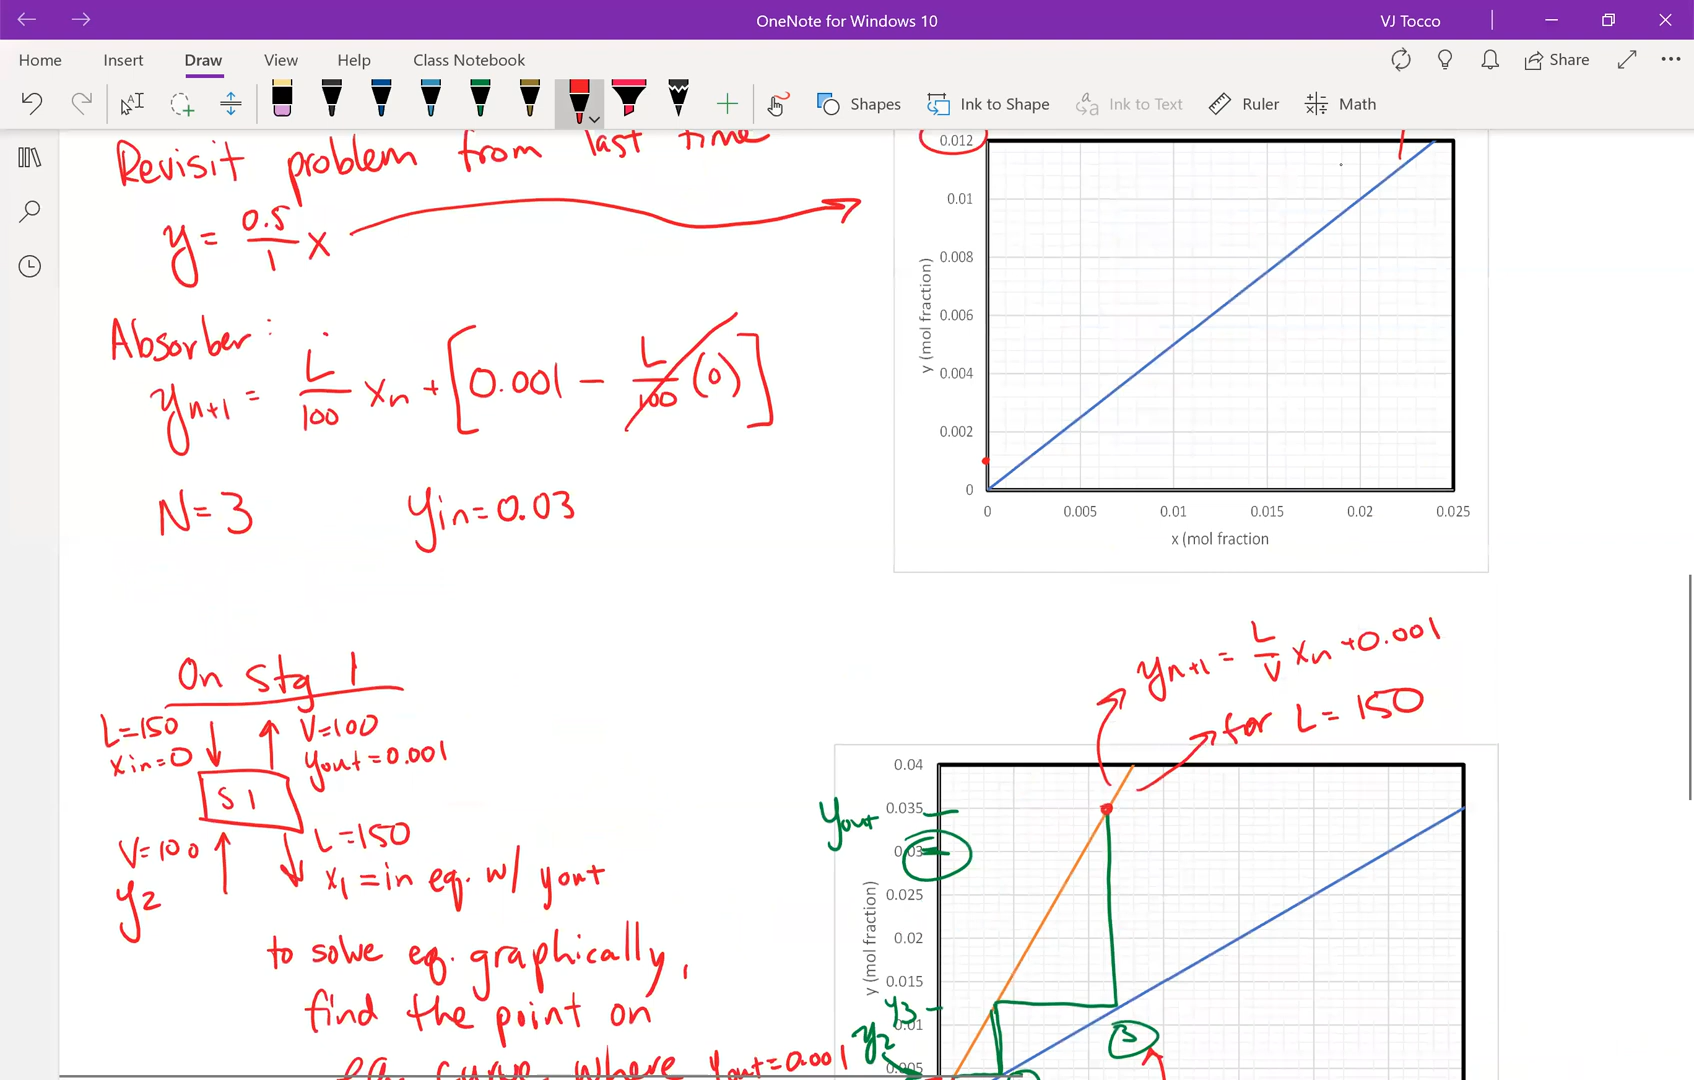 OneNote for Windows 10
VJ Tocco
Home Insert Draw View Help Class Notebook
Share
Shapes Ink to Shape Ink to Text Ruler Math
Revisit problem from last time
y = 0.5/1 x
Absorber:
yn+1 = L/100 xn + [0.001 - L/100 (0)]
N = 3 yin = 0.03
0.012
0.01
0.008
0.006
0.004
0.002
0
y (mol fraction)
0 0.005 0.01 0.015 0.02 0.025
x (mol fraction
On Stg 1
L=150 V=100
xin=0 yout=0.001
S1
V=100 L=150
y2 x1 = in eq. w/ yout
to solve eq. graphically,
find the point on
eq. curve where yout=0.001
yn+1 = L/V xn +0.001
for L= 150
0.04
yout 0.035
0.03
0.025
0.02
0.015
y3
0.01
y2
0.005
y (mol fraction)
3